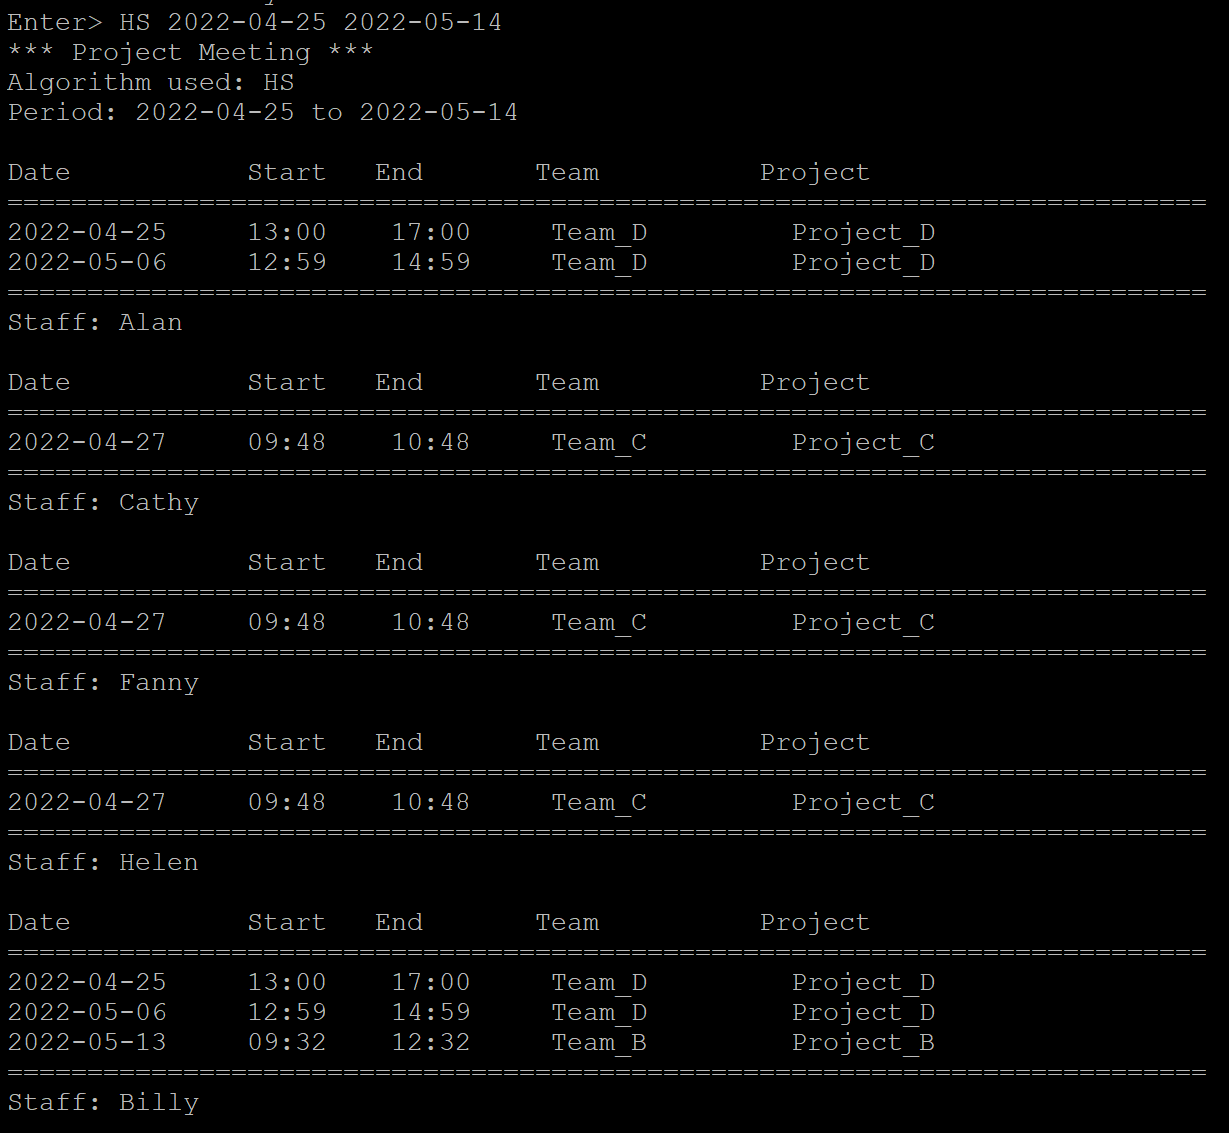 Enter> HS 2022-04-25 2022-05-14
*** Project Meeting ***
Algorithm used: HS
Period: 2022-04-25 to 2022-05-14
Date           Start   End       Team          Project
===========================================================================
2022-04-25     13:00    17:00     Team_D         Project_D
2022-05-06     12:59    14:59     Team_D         Project_D
===========================================================================
Staff: Alan
Date           Start   End       Team          Project
===========================================================================
2022-04-27     09:48    10:48     Team_C         Project_C
===========================================================================
Staff: Cathy
Date           Start   End       Team          Project
===========================================================================
2022-04-27     09:48    10:48     Team_C         Project_C
===========================================================================
Staff: Fanny
Date           Start   End       Team          Project
===========================================================================
2022-04-27     09:48    10:48     Team_C         Project_C
===========================================================================
Staff: Helen
Date           Start   End       Team          Project
===========================================================================
2022-04-25     13:00    17:00     Team_D         Project_D
2022-05-06     12:59    14:59     Team_D         Project_D
2022-05-13     09:32    12:32     Team_B         Project_B
===========================================================================
Staff: Billy